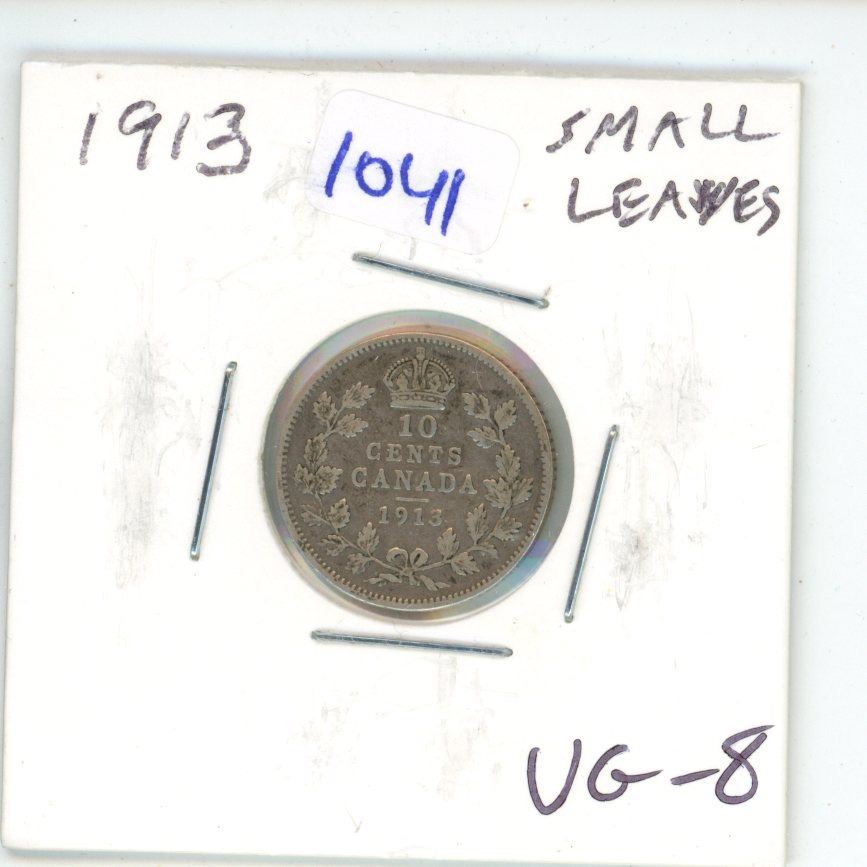 1913
1041
SMALL
LEAVES
10
CENTS
CANADA
1913
VG-8